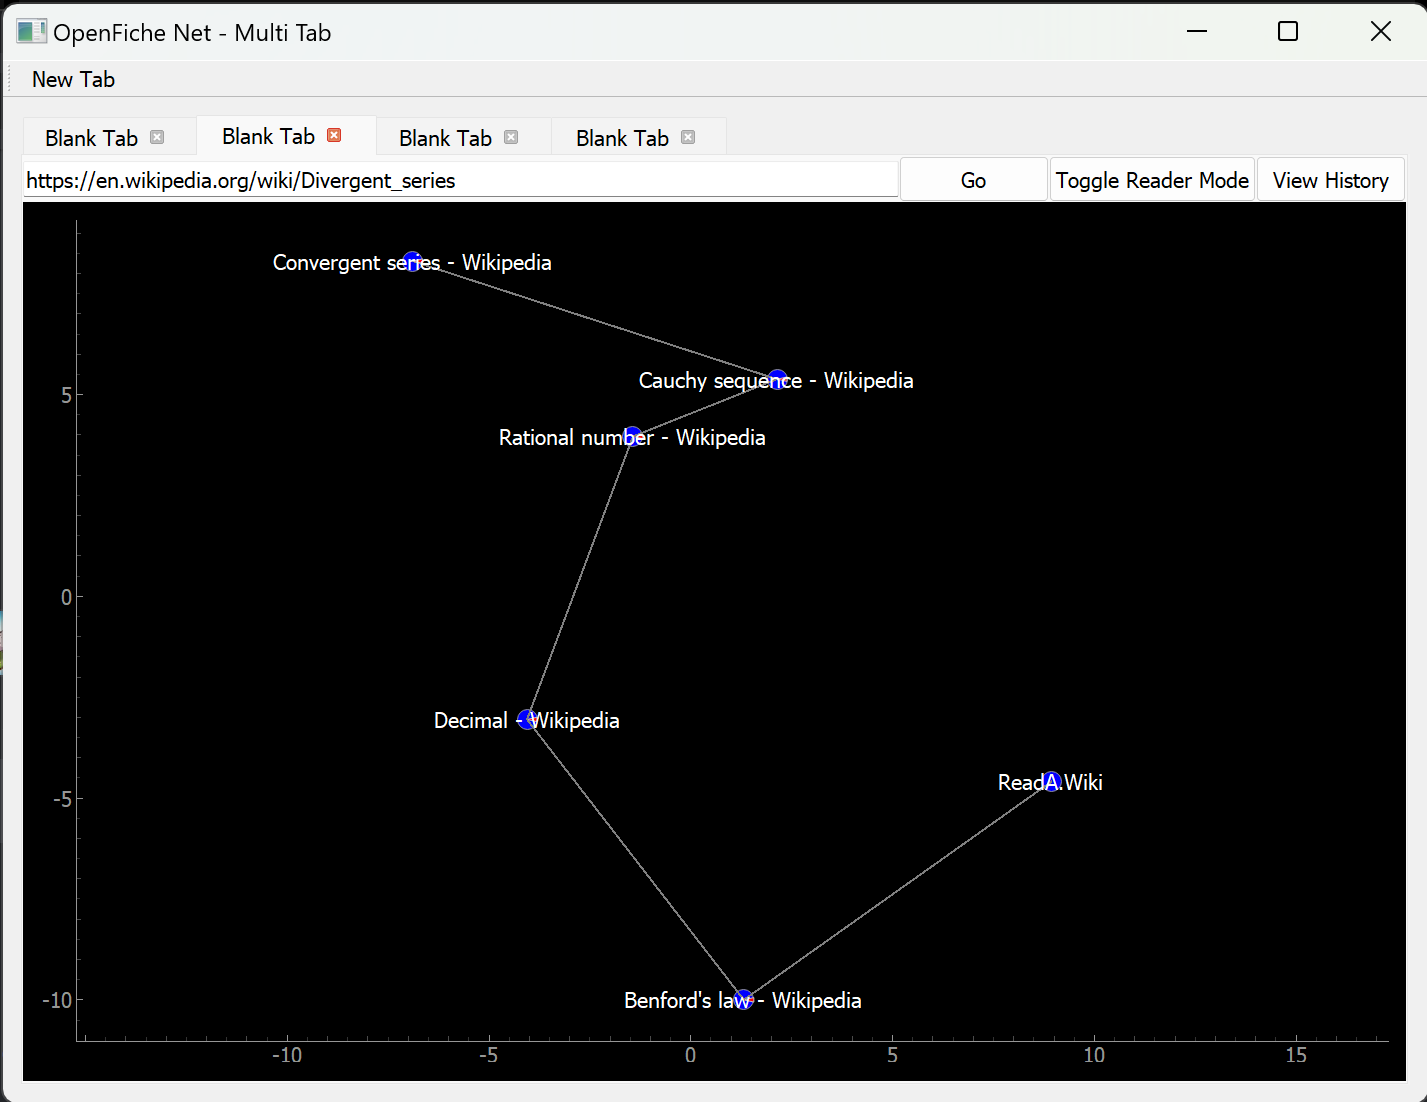 OpenFiche Net - Multi Tab
New Tab
Blank Tab Blank Tab Blank Tab Blank Tab
https://en.wikipedia.org/wiki/Divergent_series Go Toggle Reader Mode View History
Convergent series - Wikipedia
Cauchy sequence - Wikipedia
5
Rational number - Wikipedia
0
Decimal - Wikipedia
ReadA.Wiki
-5
-10
Benford's law - Wikipedia
-10 -5 0 5 10 15